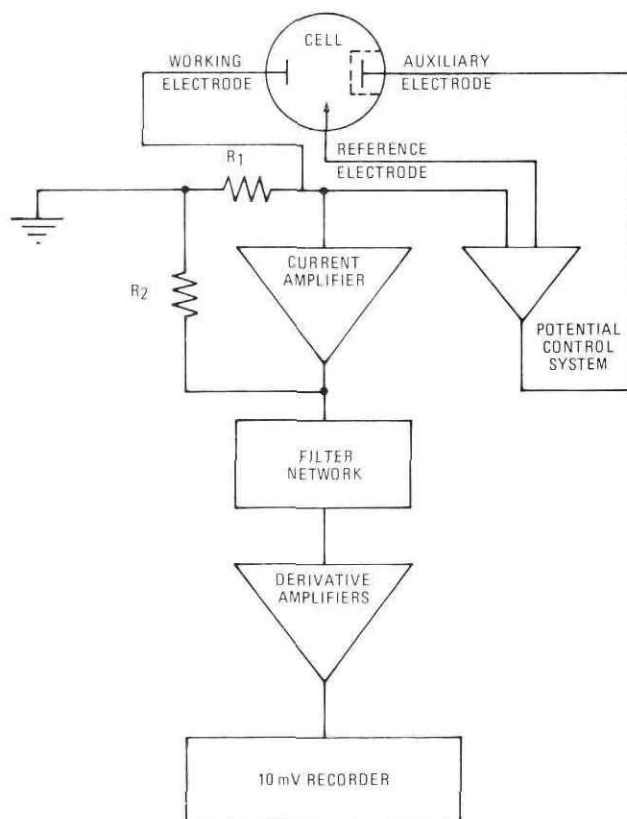 CELL
WORKING
ELECTRODE
AUXILIARY
ELECTRODE
REFERENCE
ELECTRODE
R1
CURRENT
AMPLIFIER
R2
POTENTIAL
CONTROL
SYSTEM
FILTER
NETWORK
DERIVATIVE
AMPLIFIERS
10 mV RECORDER